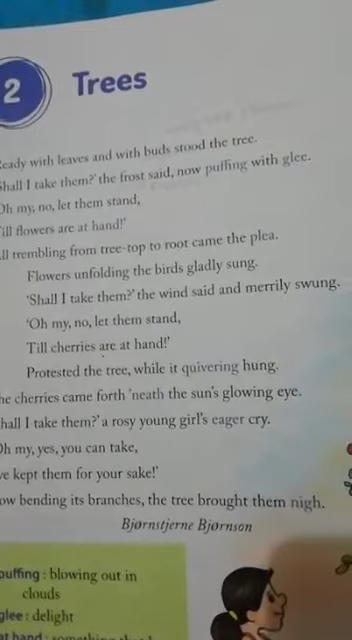 2 Trees
Ready with leaves and with buds stood the tree.
Shall I take them?' the frost said, now puffing with glee.
Oh my, no, let them stand,
Till flowers are at hand!'
All trembling from tree-top to root came the plea.
Flowers unfolding the birds gladly sung.
'Shall I take them?' the wind said and merrily swung.
'Oh my, no, let them stand,
Till cherries are at hand!'
Protested the tree, while it quivering hung.
The cherries came forth 'neath the sun's glowing eye.
Shall I take them?' a rosy young girl's eager cry.
Oh my, yes, you can take,
've kept them for your sake!'
Now bending its branches, the tree brought them nigh.
Bjørnstjerne Bjørnson
puffing : blowing out in
clouds
glee : delight
at hand : something that